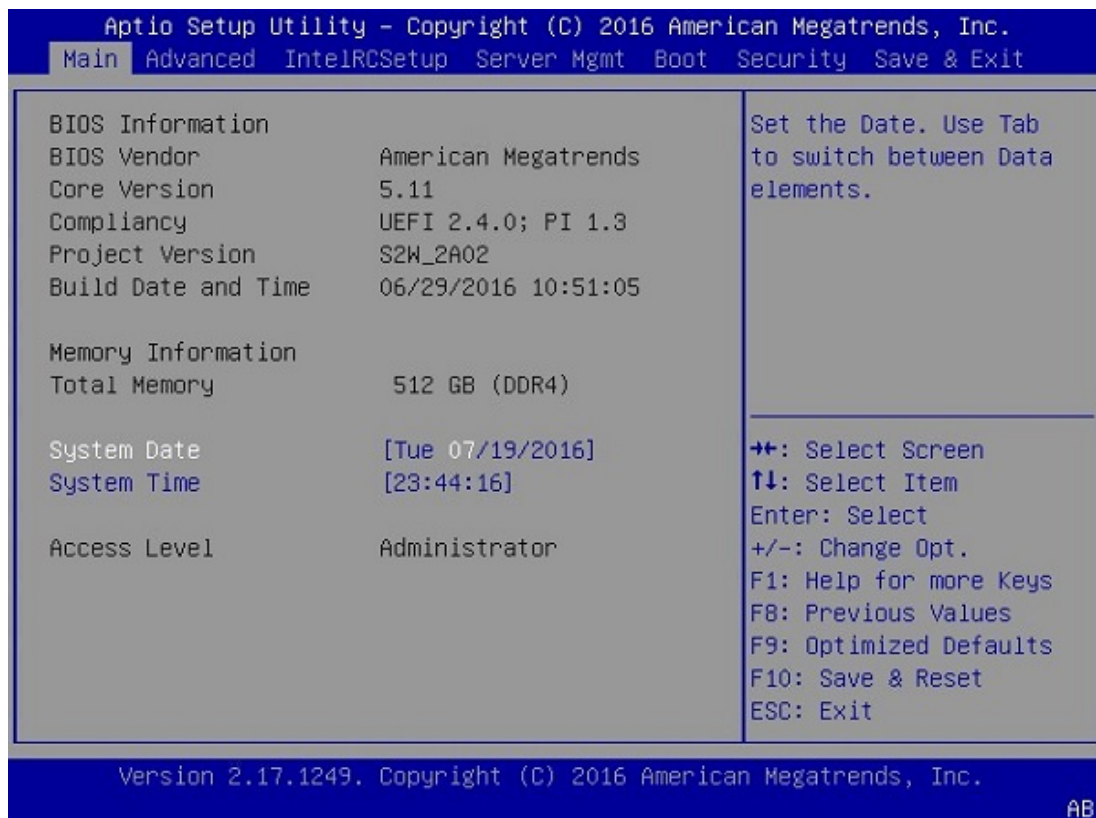 Aptio Setup Utility – Copyright (C) 2016 American Megatrends, Inc.
Main Advanced IntelRCSetup Server Mgmt Boot Security Save & Exit
BIOS Information
BIOS Vendor American Megatrends
Core Version 5.11
Compliancy UEFI 2.4.0; PI 1.3
Project Version S2W_2A02
Build Date and Time 06/29/2016 10:51:05
Memory Information
Total Memory 512 GB (DDR4)
System Date [Tue 07/19/2016]
System Time [23:44:16]
Access Level Administrator
Set the Date. Use Tab
to switch between Data
elements.
→←: Select Screen
↑↓: Select Item
Enter: Select
+/-: Change Opt.
F1: Help for more Keys
F8: Previous Values
F9: Optimized Defaults
F10: Save & Reset
ESC: Exit
Version 2.17.1249. Copyright (C) 2016 American Megatrends, Inc.
AB